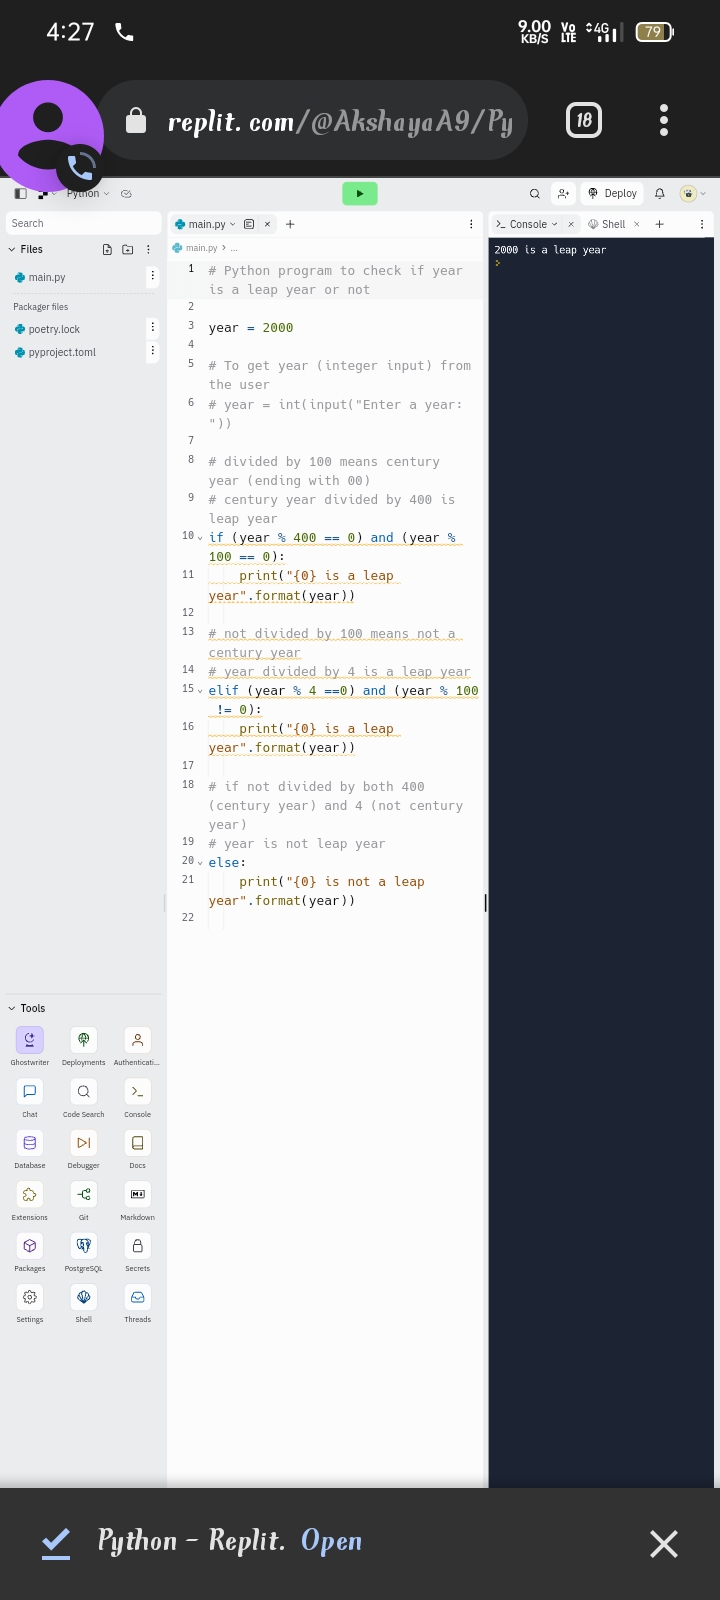 4:27
9.00 KB/S Vo LTE 4G 79
replit.com/@AkshayaA9/Py
18
Python
Deploy
Search
Files
main.py
Packager files
poetry.lock
pyproject.toml
main.py
main.py > ...
1 # Python program to check if year
is a leap year or not
2
3 year = 2000
4
5 # To get year (integer input) from
the user
6 # year = int(input("Enter a year:
"))
7
8 # divided by 100 means century
year (ending with 00)
9 # century year divided by 400 is
leap year
10 if (year % 400 == 0) and (year %
100 == 0):
11 print("{0} is a leap
year".format(year))
12
13 # not divided by 100 means not a
century year
14 # year divided by 4 is a leap year
15 elif (year % 4 ==0) and (year % 100
!= 0):
16 print("{0} is a leap
year".format(year))
17
18 # if not divided by both 400
(century year) and 4 (not century
year)
19 # year is not leap year
20 else:
21 print("{0} is not a leap
year".format(year))
22
Console
Shell
2000 is a leap year
Tools
Ghostwriter Deployments Authenticati...
Chat Code Search Console
Database Debugger Docs
Extensions Git Markdown
Packages PostgreSQL Secrets
Settings Shell Threads
Python - Replit. Open